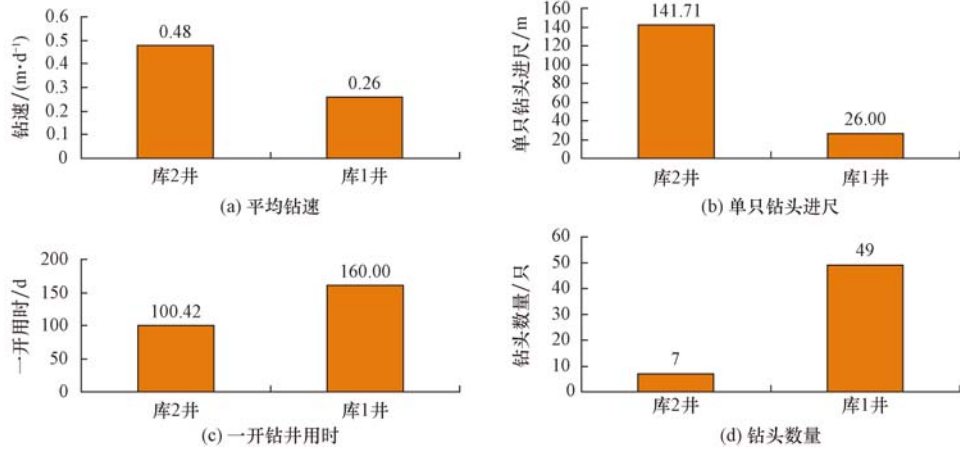 钻速/(m·d⁻¹)
0.6
0.5
0.4
0.3
0.2
0.1
0
0.48
0.26
库2井
库1井
(a) 平均钻速
单只钻头进尺/m
160
140
120
100
80
60
40
20
0
141.71
26.00
库2井
库1井
(b) 单只钻头进尺
一开用时/d
200
150
100
50
0
100.42
160.00
库2井
库1井
(c) 一开钻井用时
钻头数量/只
60
50
40
30
20
10
0
7
49
库2井
库1井
(d) 钻头数量